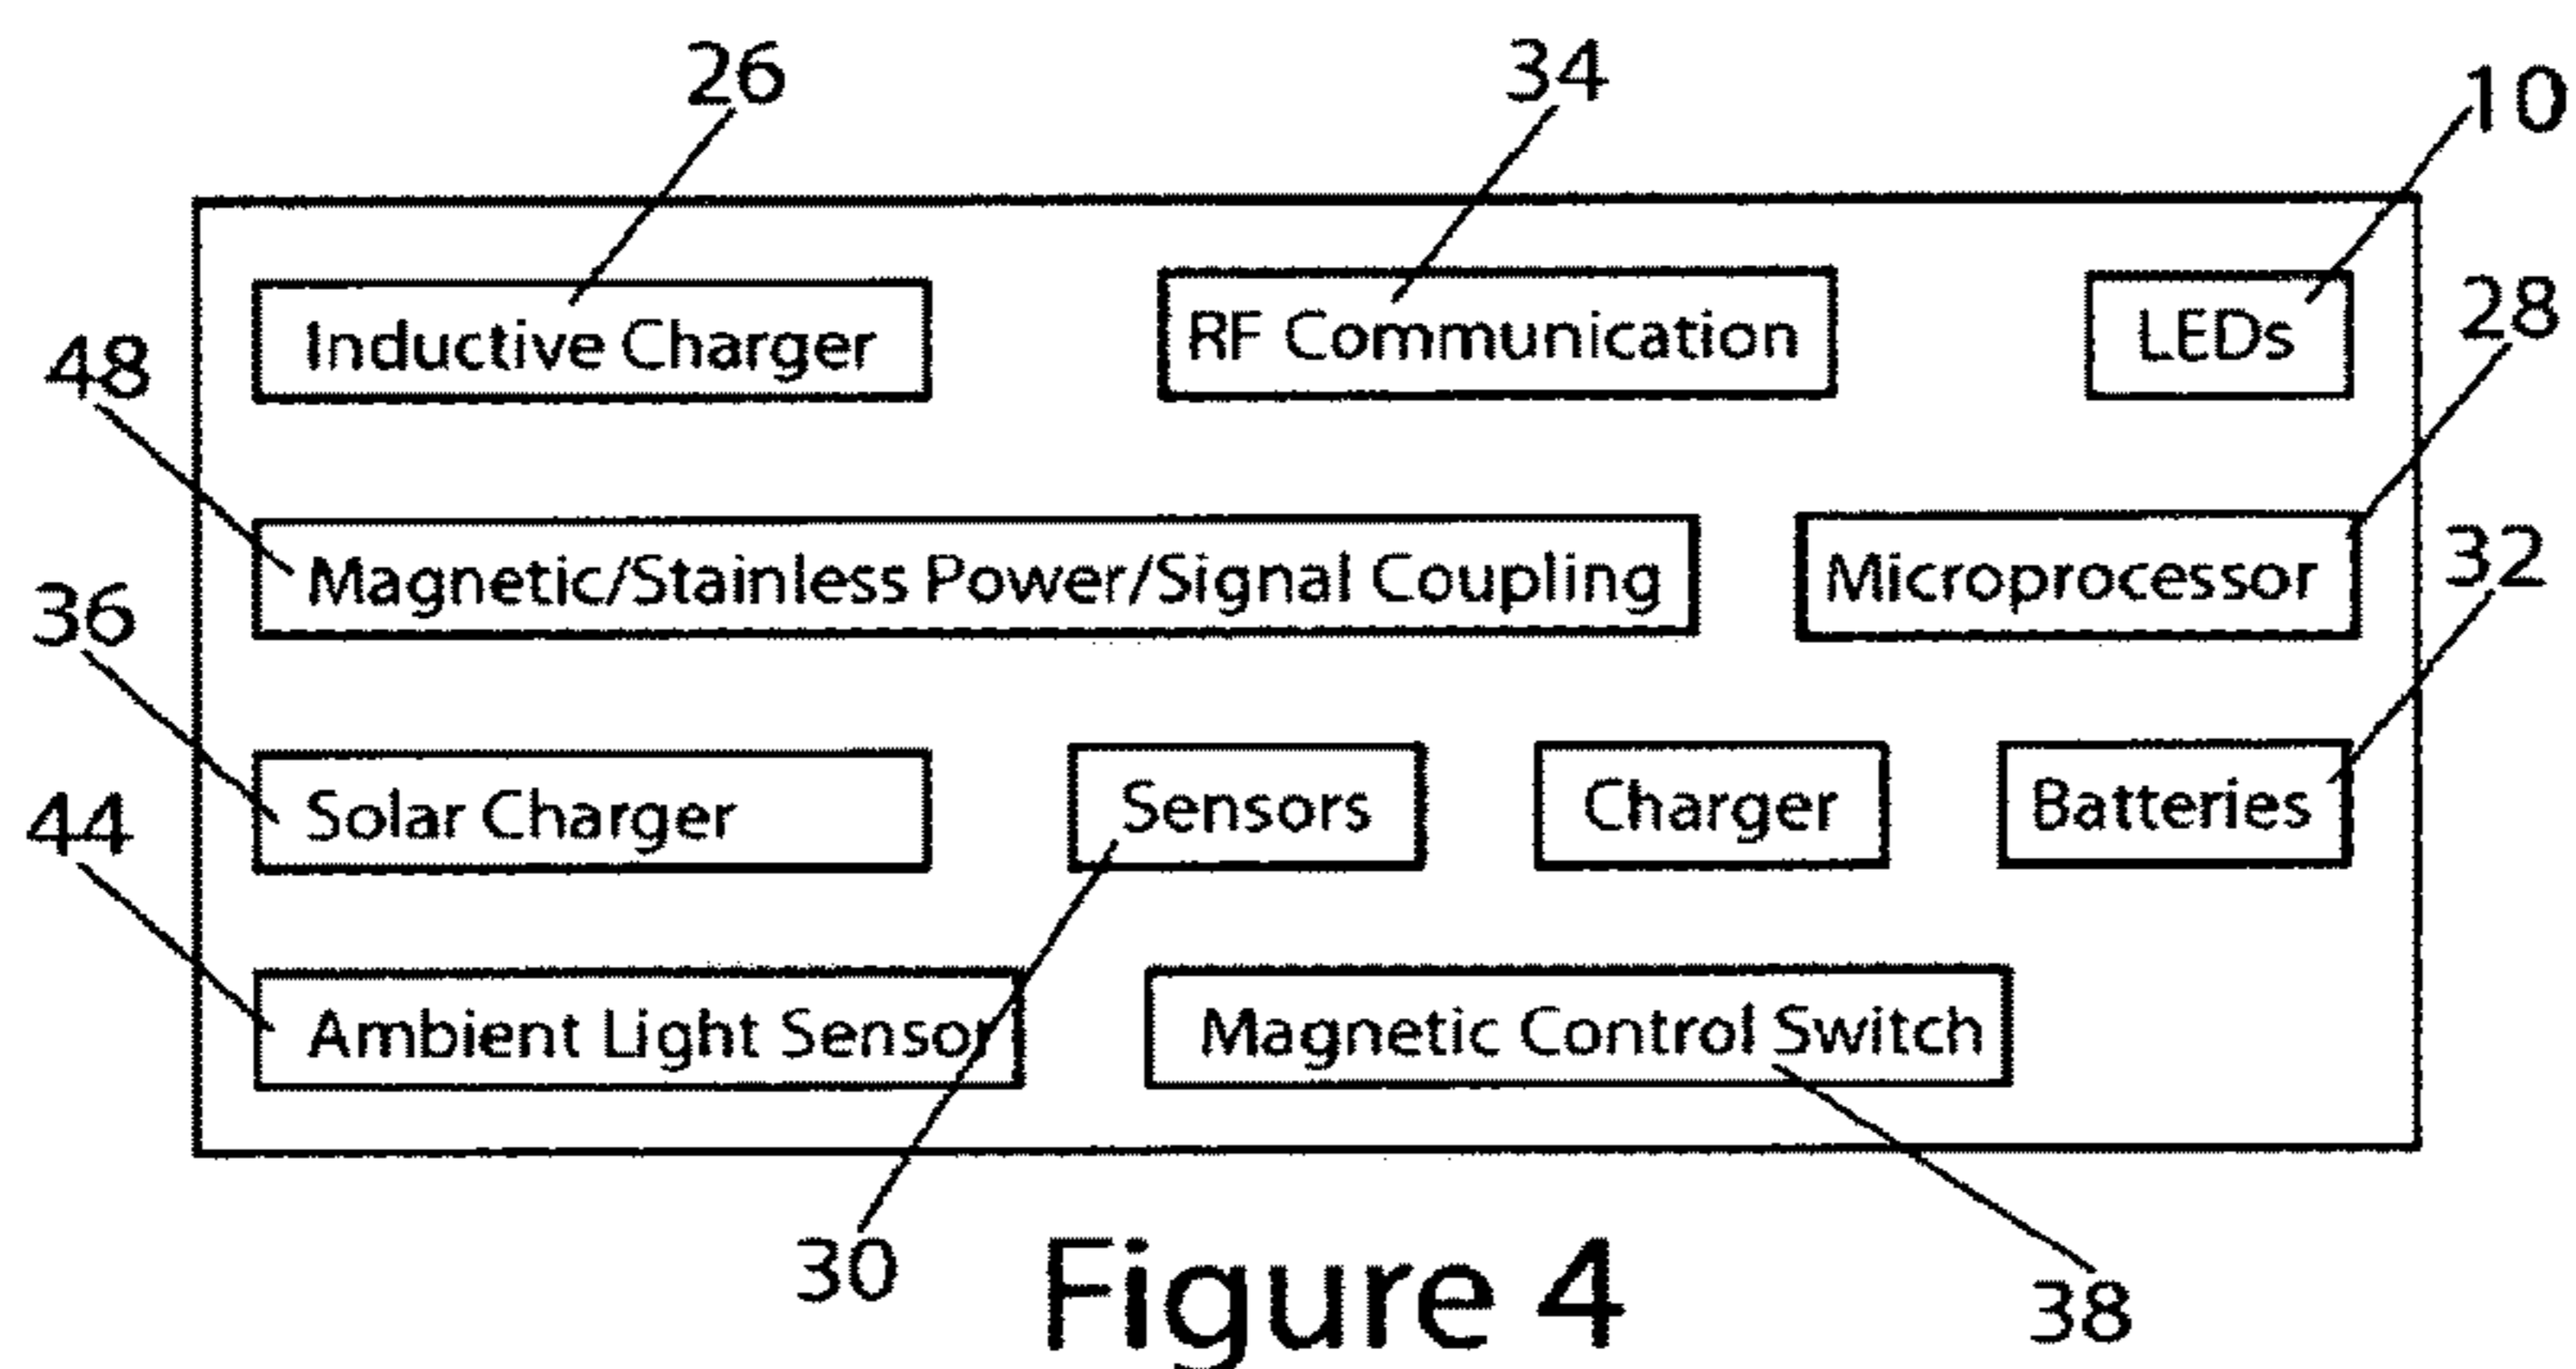 26 34 10
Inductive Charger RF Communication LEDs
48 28
Magnetic/Stainless Power/Signal Coupling Microprocessor
36 32
Solar Charger Sensors Charger Batteries
44
Ambient Light Sensor Magnetic Control Switch
30 38
Figure 4